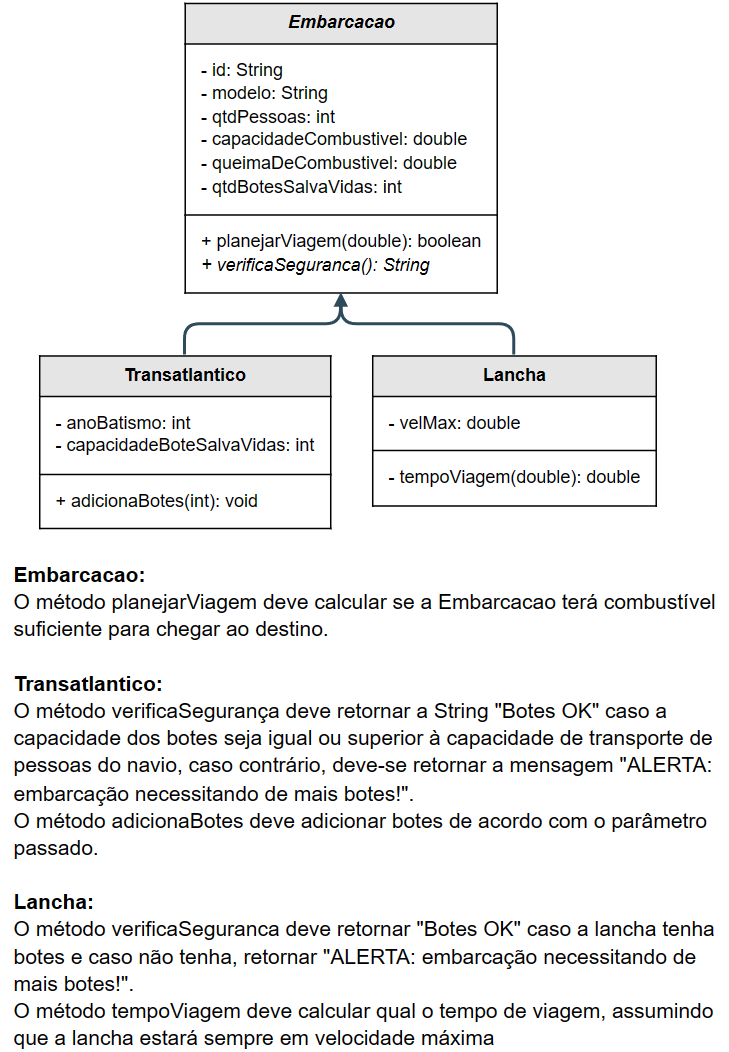 Embarcacao
- id: String
- modelo: String
- qtdPessoas: int
- capacidadeCombustivel: double
- queimaDeCombustivel: double
- qtdBotesSalvaVidas: int
+ planejarViagem(double): boolean
+ verificaSeguranca(): String
Transatlantico
- anoBatismo: int
- capacidadeBoteSalvaVidas: int
+ adicionaBotes(int): void
Lancha
- velMax: double
- tempoViagem(double): double
Embarcacao:
O método planejarViagem deve calcular se a Embarcacao terá combustível
suficiente para chegar ao destino.
Transatlantico:
O método verificaSegurança deve retornar a String "Botes OK" caso a
capacidade dos botes seja igual ou superior à capacidade de transporte de
pessoas do navio, caso contrário, deve-se retornar a mensagem "ALERTA:
embarcação necessitando de mais botes!".
O método adicionaBotes deve adicionar botes de acordo com o parâmetro
passado.
Lancha:
O método verificaSeguranca deve retornar "Botes OK" caso a lancha tenha
botes e caso não tenha, retornar "ALERTA: embarcação necessitando de
mais botes!".
O método tempoViagem deve calcular qual o tempo de viagem, assumindo
que a lancha estará sempre em velocidade máxima